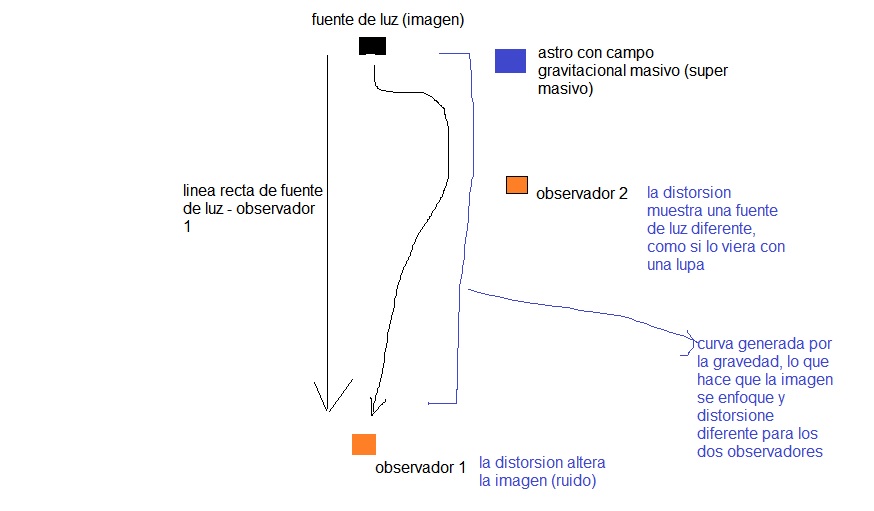 fuente de luz (imagen)
astro con campo
gravitacional masivo (super
masivo)
linea recta de fuente
de luz - observador
1
observador 2
la distorsion
muestra una fuente
de luz diferente,
como si lo viera con
una lupa
curva generada por
la gravedad, lo que
hace que la imagen
se enfoque y
distorsione
diferente para los
dos observadores
observador 1
la distorsion altera
la imagen (ruido)